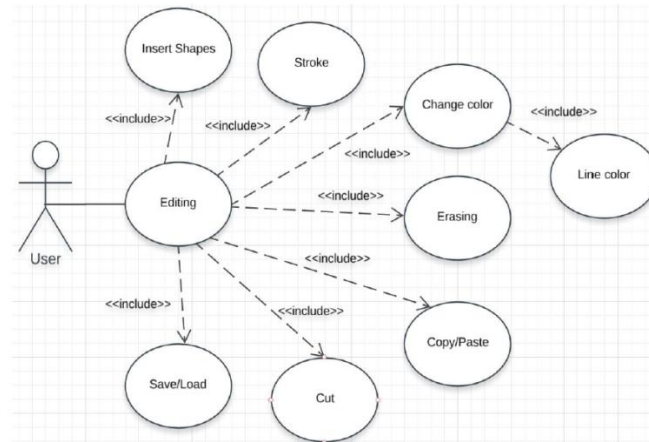 Insert Shapes
Stroke
Change color
<<include>>
<<include>>
<<include>>
<<include>>
Line color
Editing
<<include>>
Erasing
User
<<include>>
<<include>>
<<include>>
Copy/Paste
Save/Load
Cut